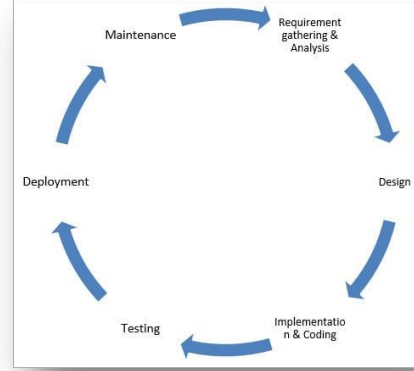 Maintenance
Requirement
gathering &
Analysis
Deployment
Design
Testing
Implementatio
n & Coding